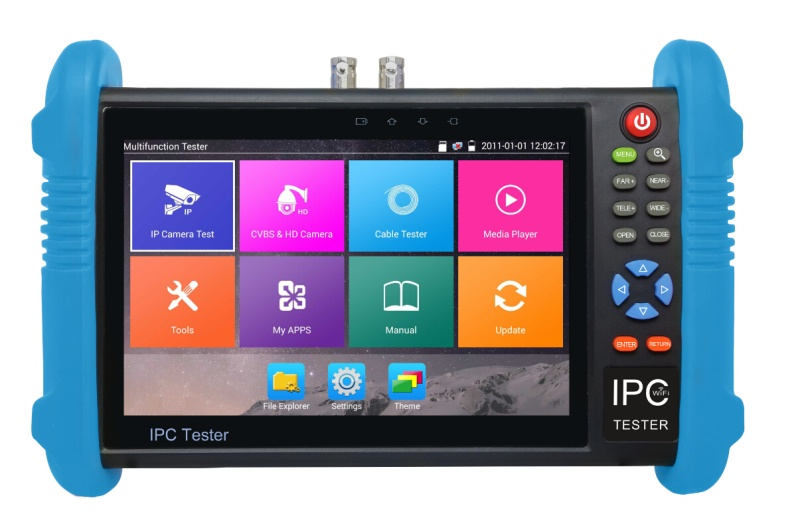 Multifunction Tester 2011-01-01 12:02:17
IP
HD
IP Camera Test CVBS & HD Camera Cable Tester Media Player
Tools My APPS Manual Update
File Explorer Settings Theme
IPC Tester
MENU
FAR+ NEAR-
TELE+ WIDE-
OPEN CLOSE
ENTER RETURN
IPC
WiFi
TESTER